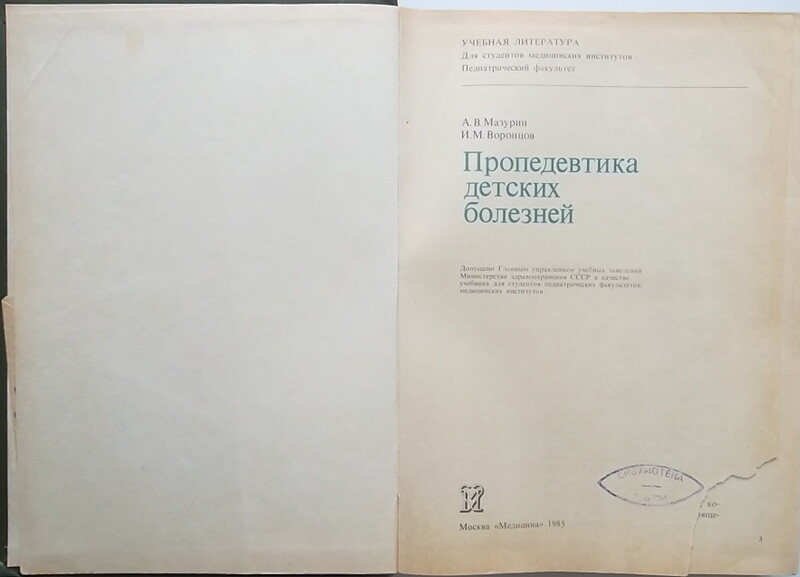 УЧЕБНАЯ ЛИТЕРАТУРА
Для студентов медицинских институтов
Педиатрический факультет
А. В. Мазурин
И. М. Воронцов
Пропедевтика
детских
болезней
Допущено Главным управлением учебных заведений
Министерства здравоохранения СССР в качестве
учебника для студентов педиатрических факультетов
медицинских институтов
БИБЛИОТЕКА
Москва «Медицина» 1985
3